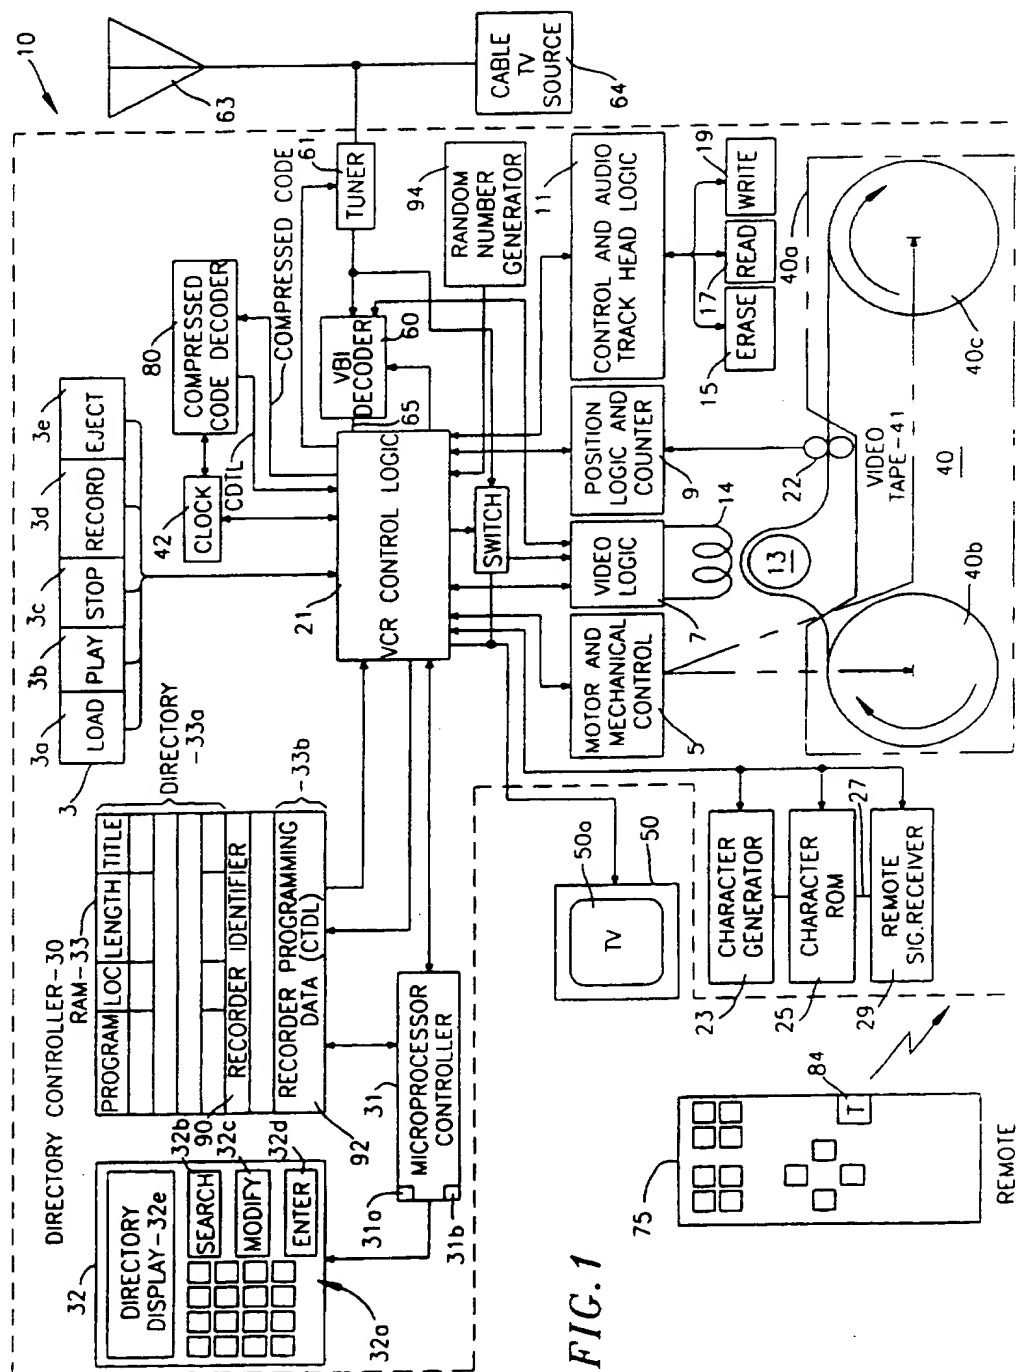 10
63
CABLE
TV
SOURCE
64
3a
3b
3c
3d
3e
LOAD
PLAY
STOP
RECORD
EJECT
3
80
COMPRESSED
CODE DECODER
42
CLOCK
CDTL
COMPRESSED CODE
61
TUNER
VBI
DECODER
60
65
94
RANDOM
NUMBER
GENERATOR
21
VCR CONTROL LOGIC
SWITCH
DIRECTORY CONTROLLER-30
RAM-33
PROGRAM
LOC
LENGTH
TITLE
DIRECTORY
-33a
RECORDER IDENTIFIER
-33b
RECORDER PROGRAMMING
DATA (CTDL)
90
92
32
DIRECTORY
DISPLAY-32e
SEARCH
MODIFY
ENTER
32b
32c
32d
32a
31
31a
31b
MICROPROCESSOR
CONTROLLER
MOTOR AND
MECHANICAL
CONTROL
5
VIDEO
LOGIC
7
14
POSITION
LOGIC AND
COUNTER
9
11
CONTROL AND AUDIO
TRACK HEAD LOGIC
15
ERASE
17
READ
19
WRITE
13
22
VIDEO
TAPE-41
40
40a
40b
40c
TV
50a
50
CHARACTER
GENERATOR
23
CHARACTER
ROM
25
27
REMOTE
SIG.RECEIVER
29
75
T
84
REMOTE
FIG. 1